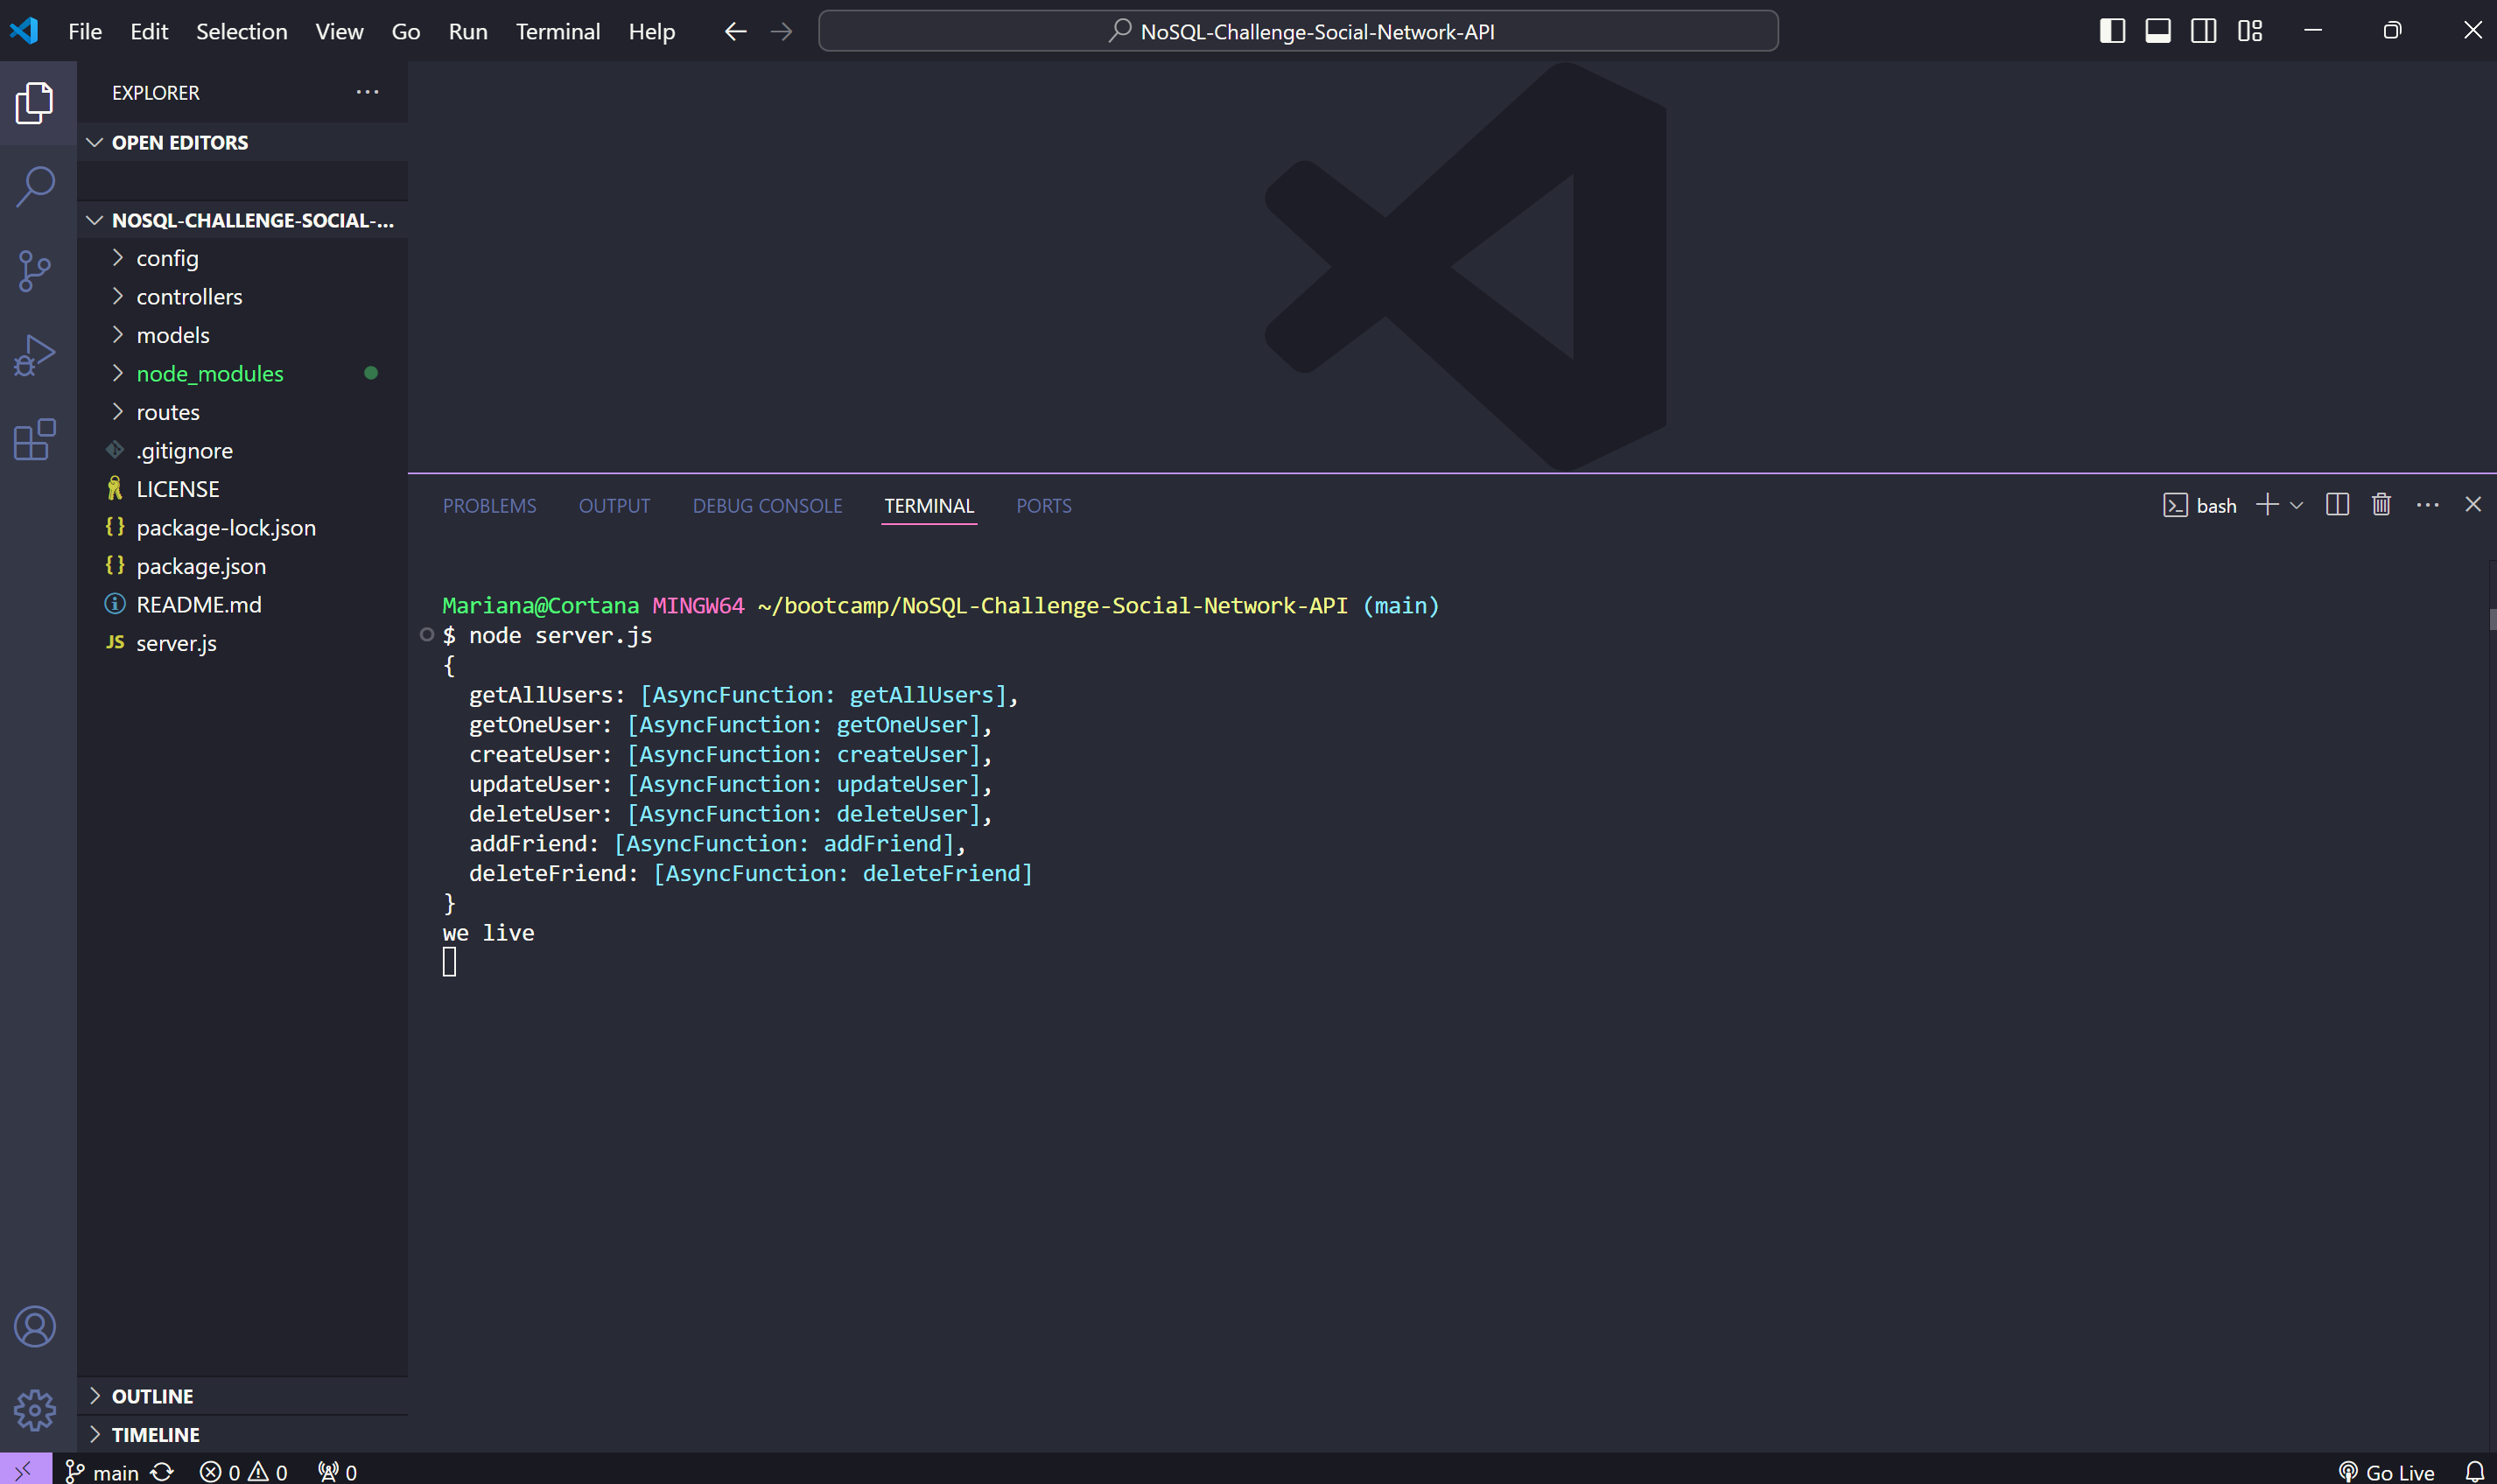 File Edit Selection View Go Run Terminal Help
NoSQL-Challenge-Social-Network-API
EXPLORER
OPEN EDITORS
NOSQL-CHALLENGE-SOCIAL-...
config
controllers
models
node_modules
routes
.gitignore
LICENSE
package-lock.json
package.json
README.md
JS server.js
OUTLINE
TIMELINE
PROBLEMS OUTPUT DEBUG CONSOLE TERMINAL PORTS
bash
Mariana@Cortana MINGW64 ~/bootcamp/NoSQL-Challenge-Social-Network-API (main)
$ node server.js
{
  getAllUsers: [AsyncFunction: getAllUsers],
  getOneUser: [AsyncFunction: getOneUser],
  createUser: [AsyncFunction: createUser],
  updateUser: [AsyncFunction: updateUser],
  deleteUser: [AsyncFunction: deleteUser],
  addFriend: [AsyncFunction: addFriend],
  deleteFriend: [AsyncFunction: deleteFriend]
}
we live
main 0 0 0 Go Live